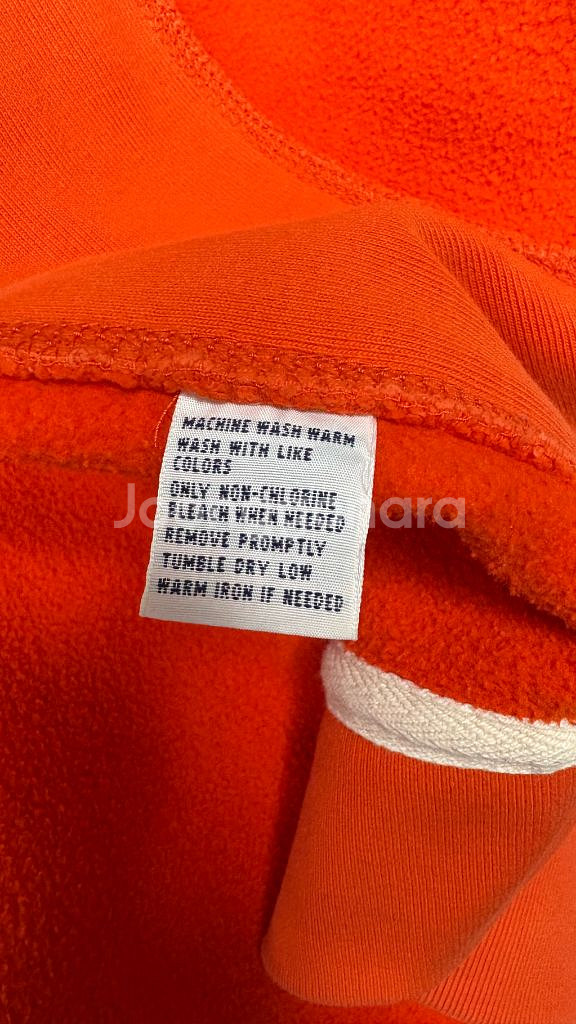 MACHINE WASH WARM
WASH WITH LIKE
COLORS
ONLY NON-CHLORINE
BLEACH WHEN NEEDED
REMOVE PROMPTLY
TUMBLE DRY LOW
WARM IRON IF NEEDED